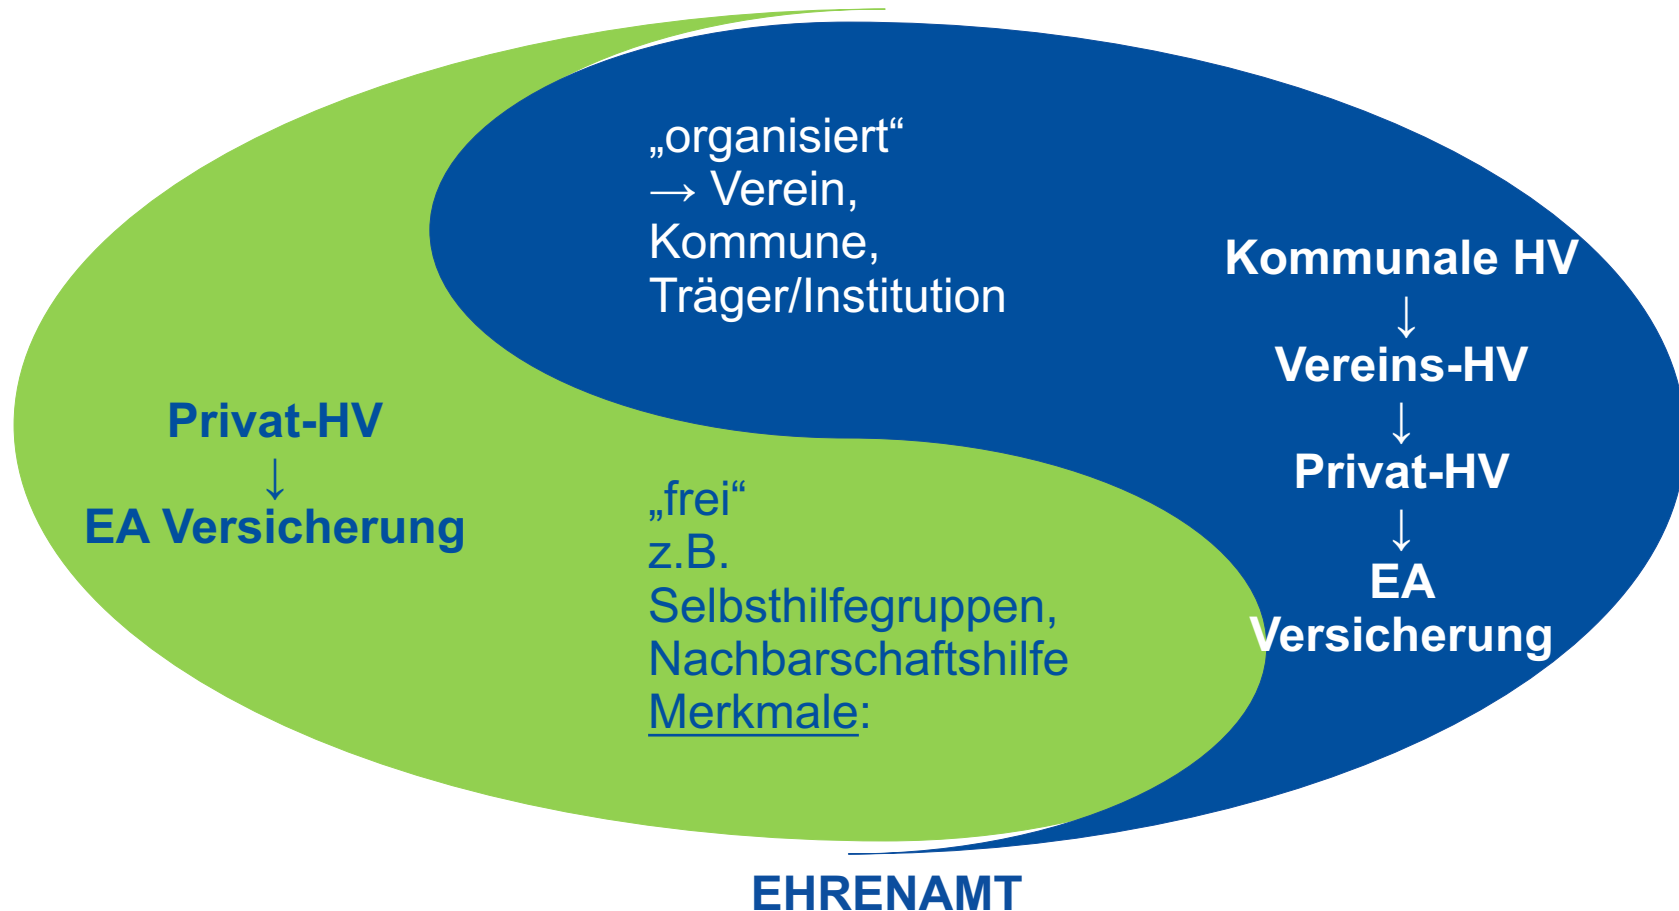 „organisiert“
→ Verein,
Kommune,
Träger/Institution
Kommunale HV
↓
Vereins-HV
↓
Privat-HV
↓
EA
Versicherung
Privat-HV
↓
EA Versicherung
„frei“
z.B.
Selbsthilfegruppen,
Nachbarschaftshilfe
Merkmale:
EHRENAMT